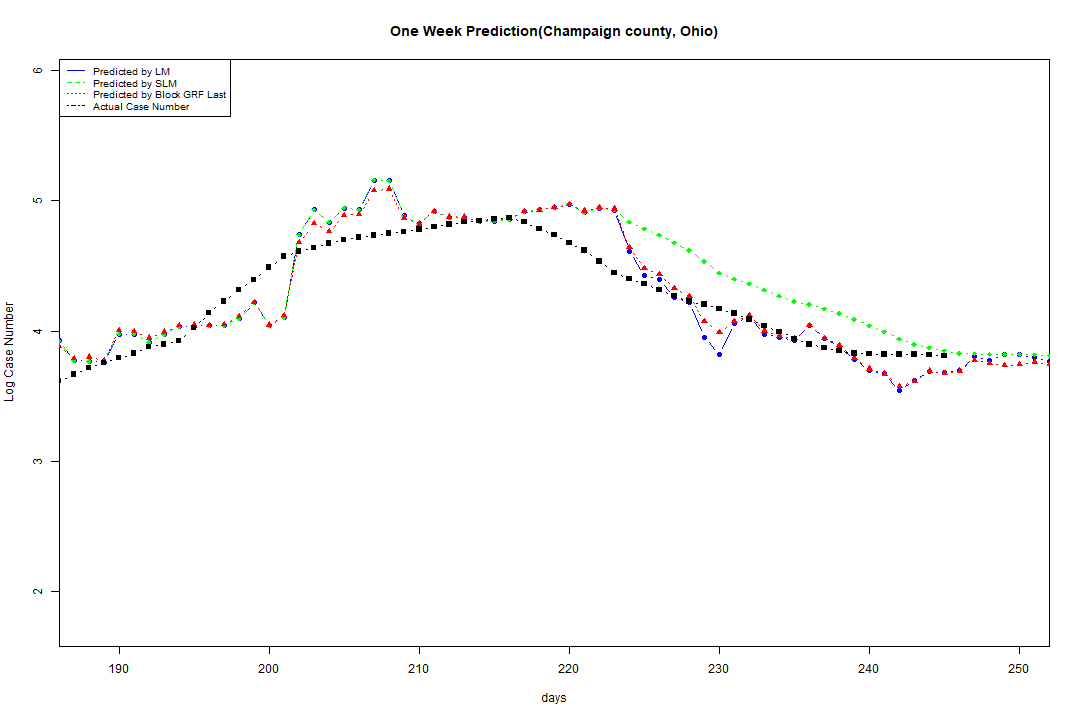 One Week Prediction(Champaign county, Ohio)
Predicted by LM
Predicted by SLM
Predicted by Block GRF Last
Actual Case Number
6
5
4
3
2
Log Case Number
190 200 210 220 230 240 250
days